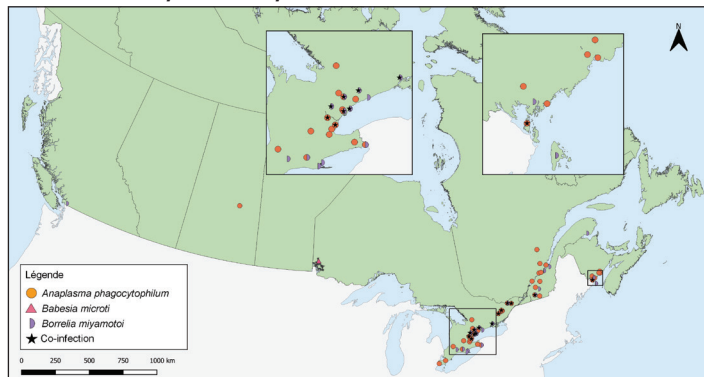 N
Légende
Anaplasma phagocytophilum
Babesia microti
Borrelia miyamotoi
Co-infection
0 250 500 750 1000 km